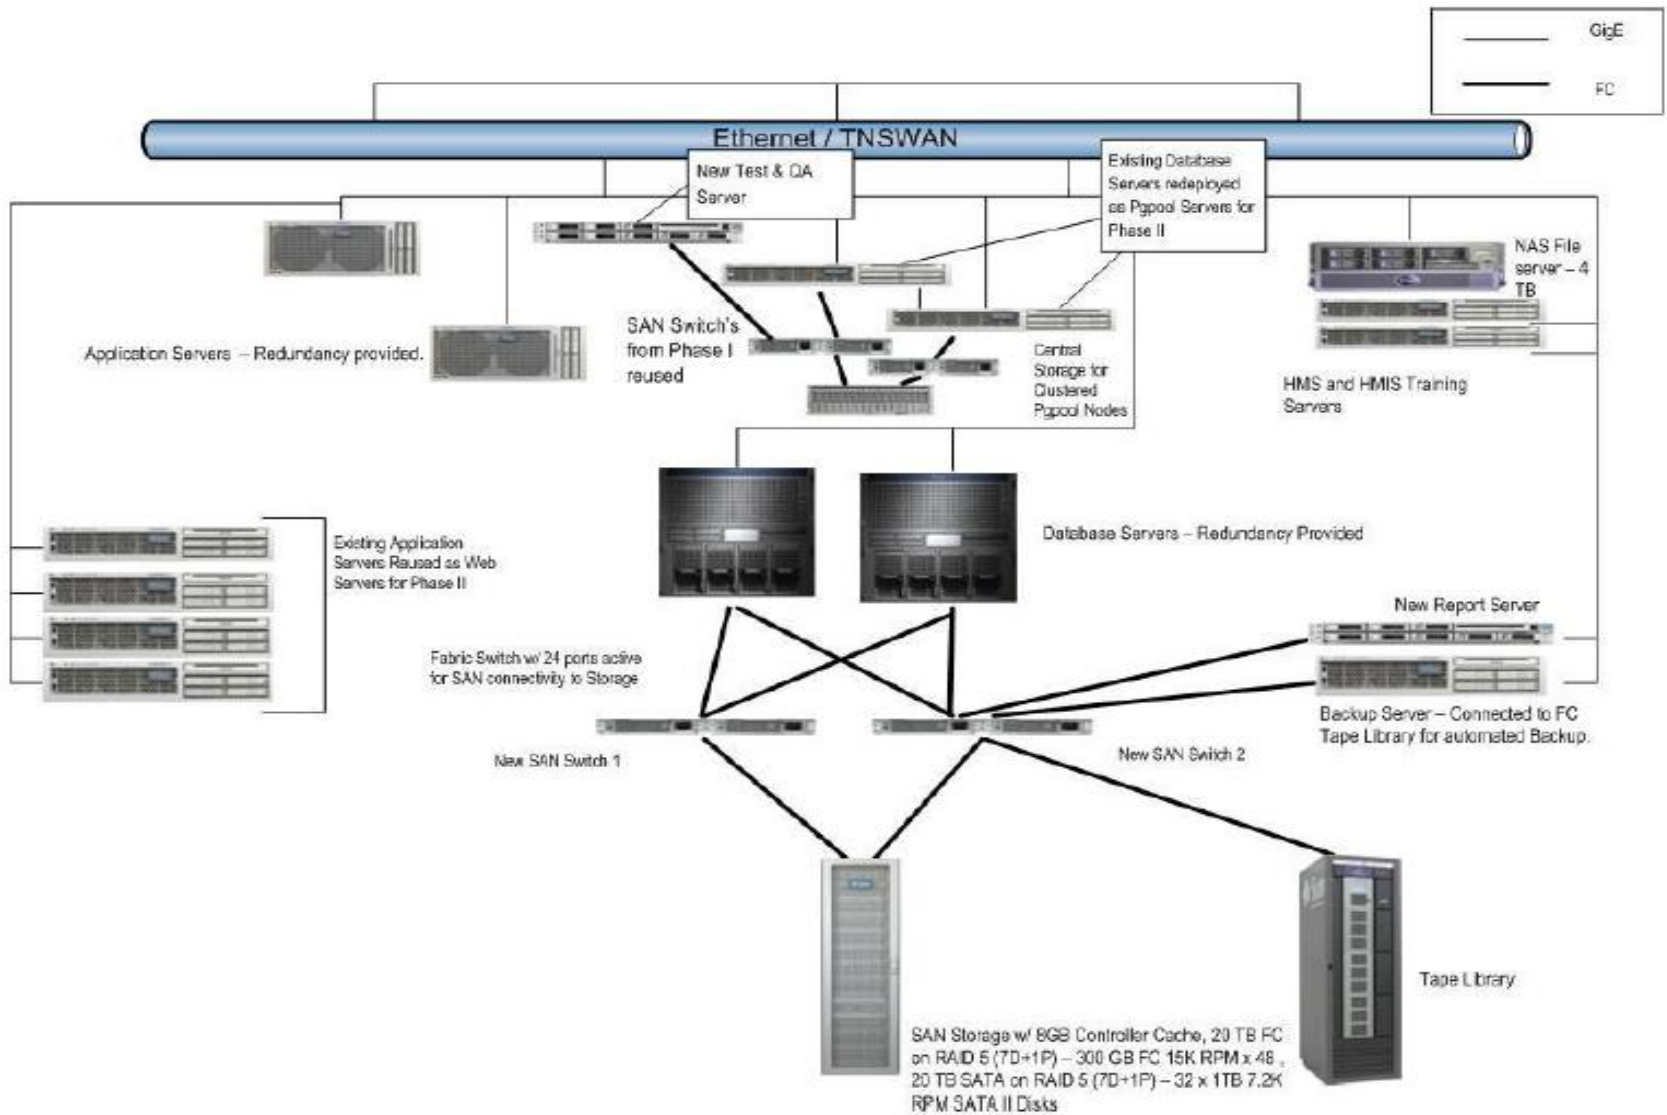 GigE
FC
Ethernet / TNSWAN
New Test & QA
Server
Existing Database
Servers redeployed
as Pgpool Servers for
Phase II
NAS File
server – 4
TB
SAN Switch's
from Phase I
reused
Application Servers – Redundancy provided.
Central
Storage for
Clustered
Pgpool Nodes
HMS and HMIS Training
Servers
Existing Application
Servers Reused as Web
Servers for Phase II
Database Servers – Redundancy Provided
New Report Server
Fabric Switch w/ 24 ports active
for SAN connectivity to Storage
Backup Server – Connected to FC
Tape Library for automated Backup.
New SAN Switch 1
New SAN Switch 2
Tape Library
SAN Storage w/ 8GB Controller Cache, 20 TB FC
on RAID 5 (7D+1P) – 300 GB FC 15K RPM x 48 ,
20 TB SATA on RAID 5 (7D+1P) – 32 x 1TB 7.2K
RPM SATA II Disks